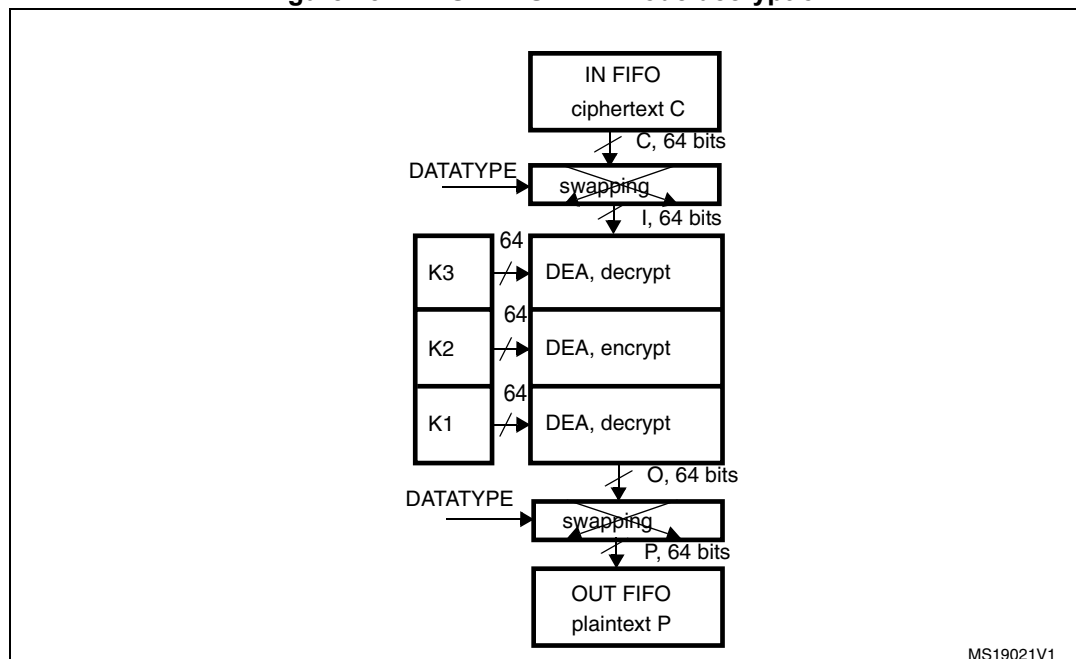 IN FIFO
ciphertext C
C, 64 bits
DATATYPE
swapping
I, 64 bits
64
K3
DEA, decrypt
64
K2
DEA, encrypt
64
K1
DEA, decrypt
O, 64 bits
DATATYPE
swapping
P, 64 bits
OUT FIFO
plaintext P
MS19021V1